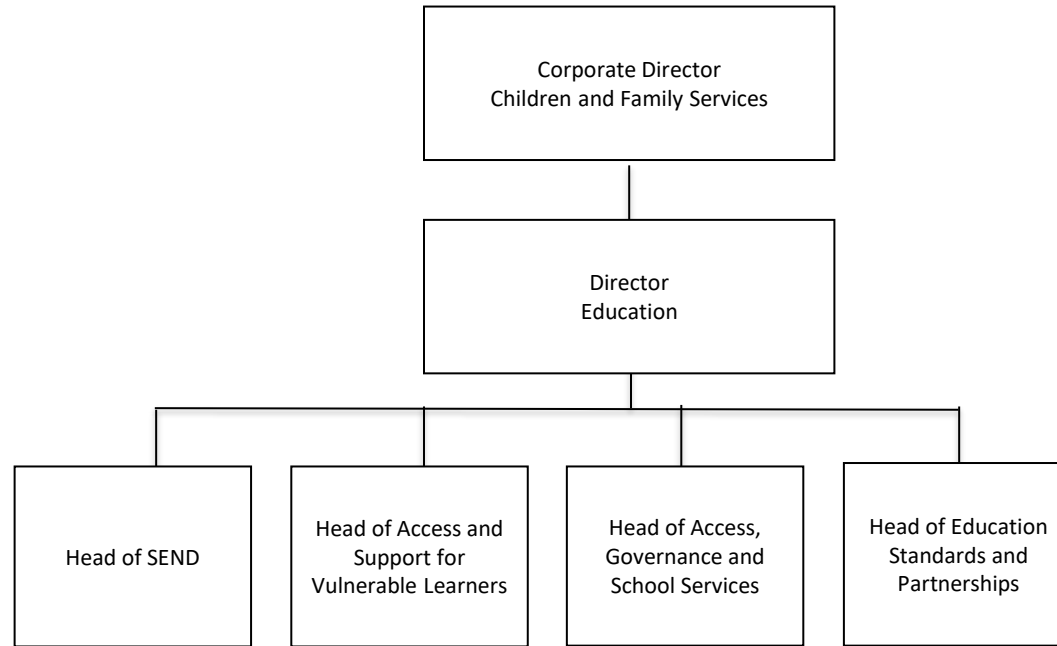 Corporate Director
Children and Family Services
Director
Education
Head of SEND
Head of Access and
Support for
Vulnerable Learners
Head of Access,
Governance and
School Services
Head of Education
Standards and
Partnerships